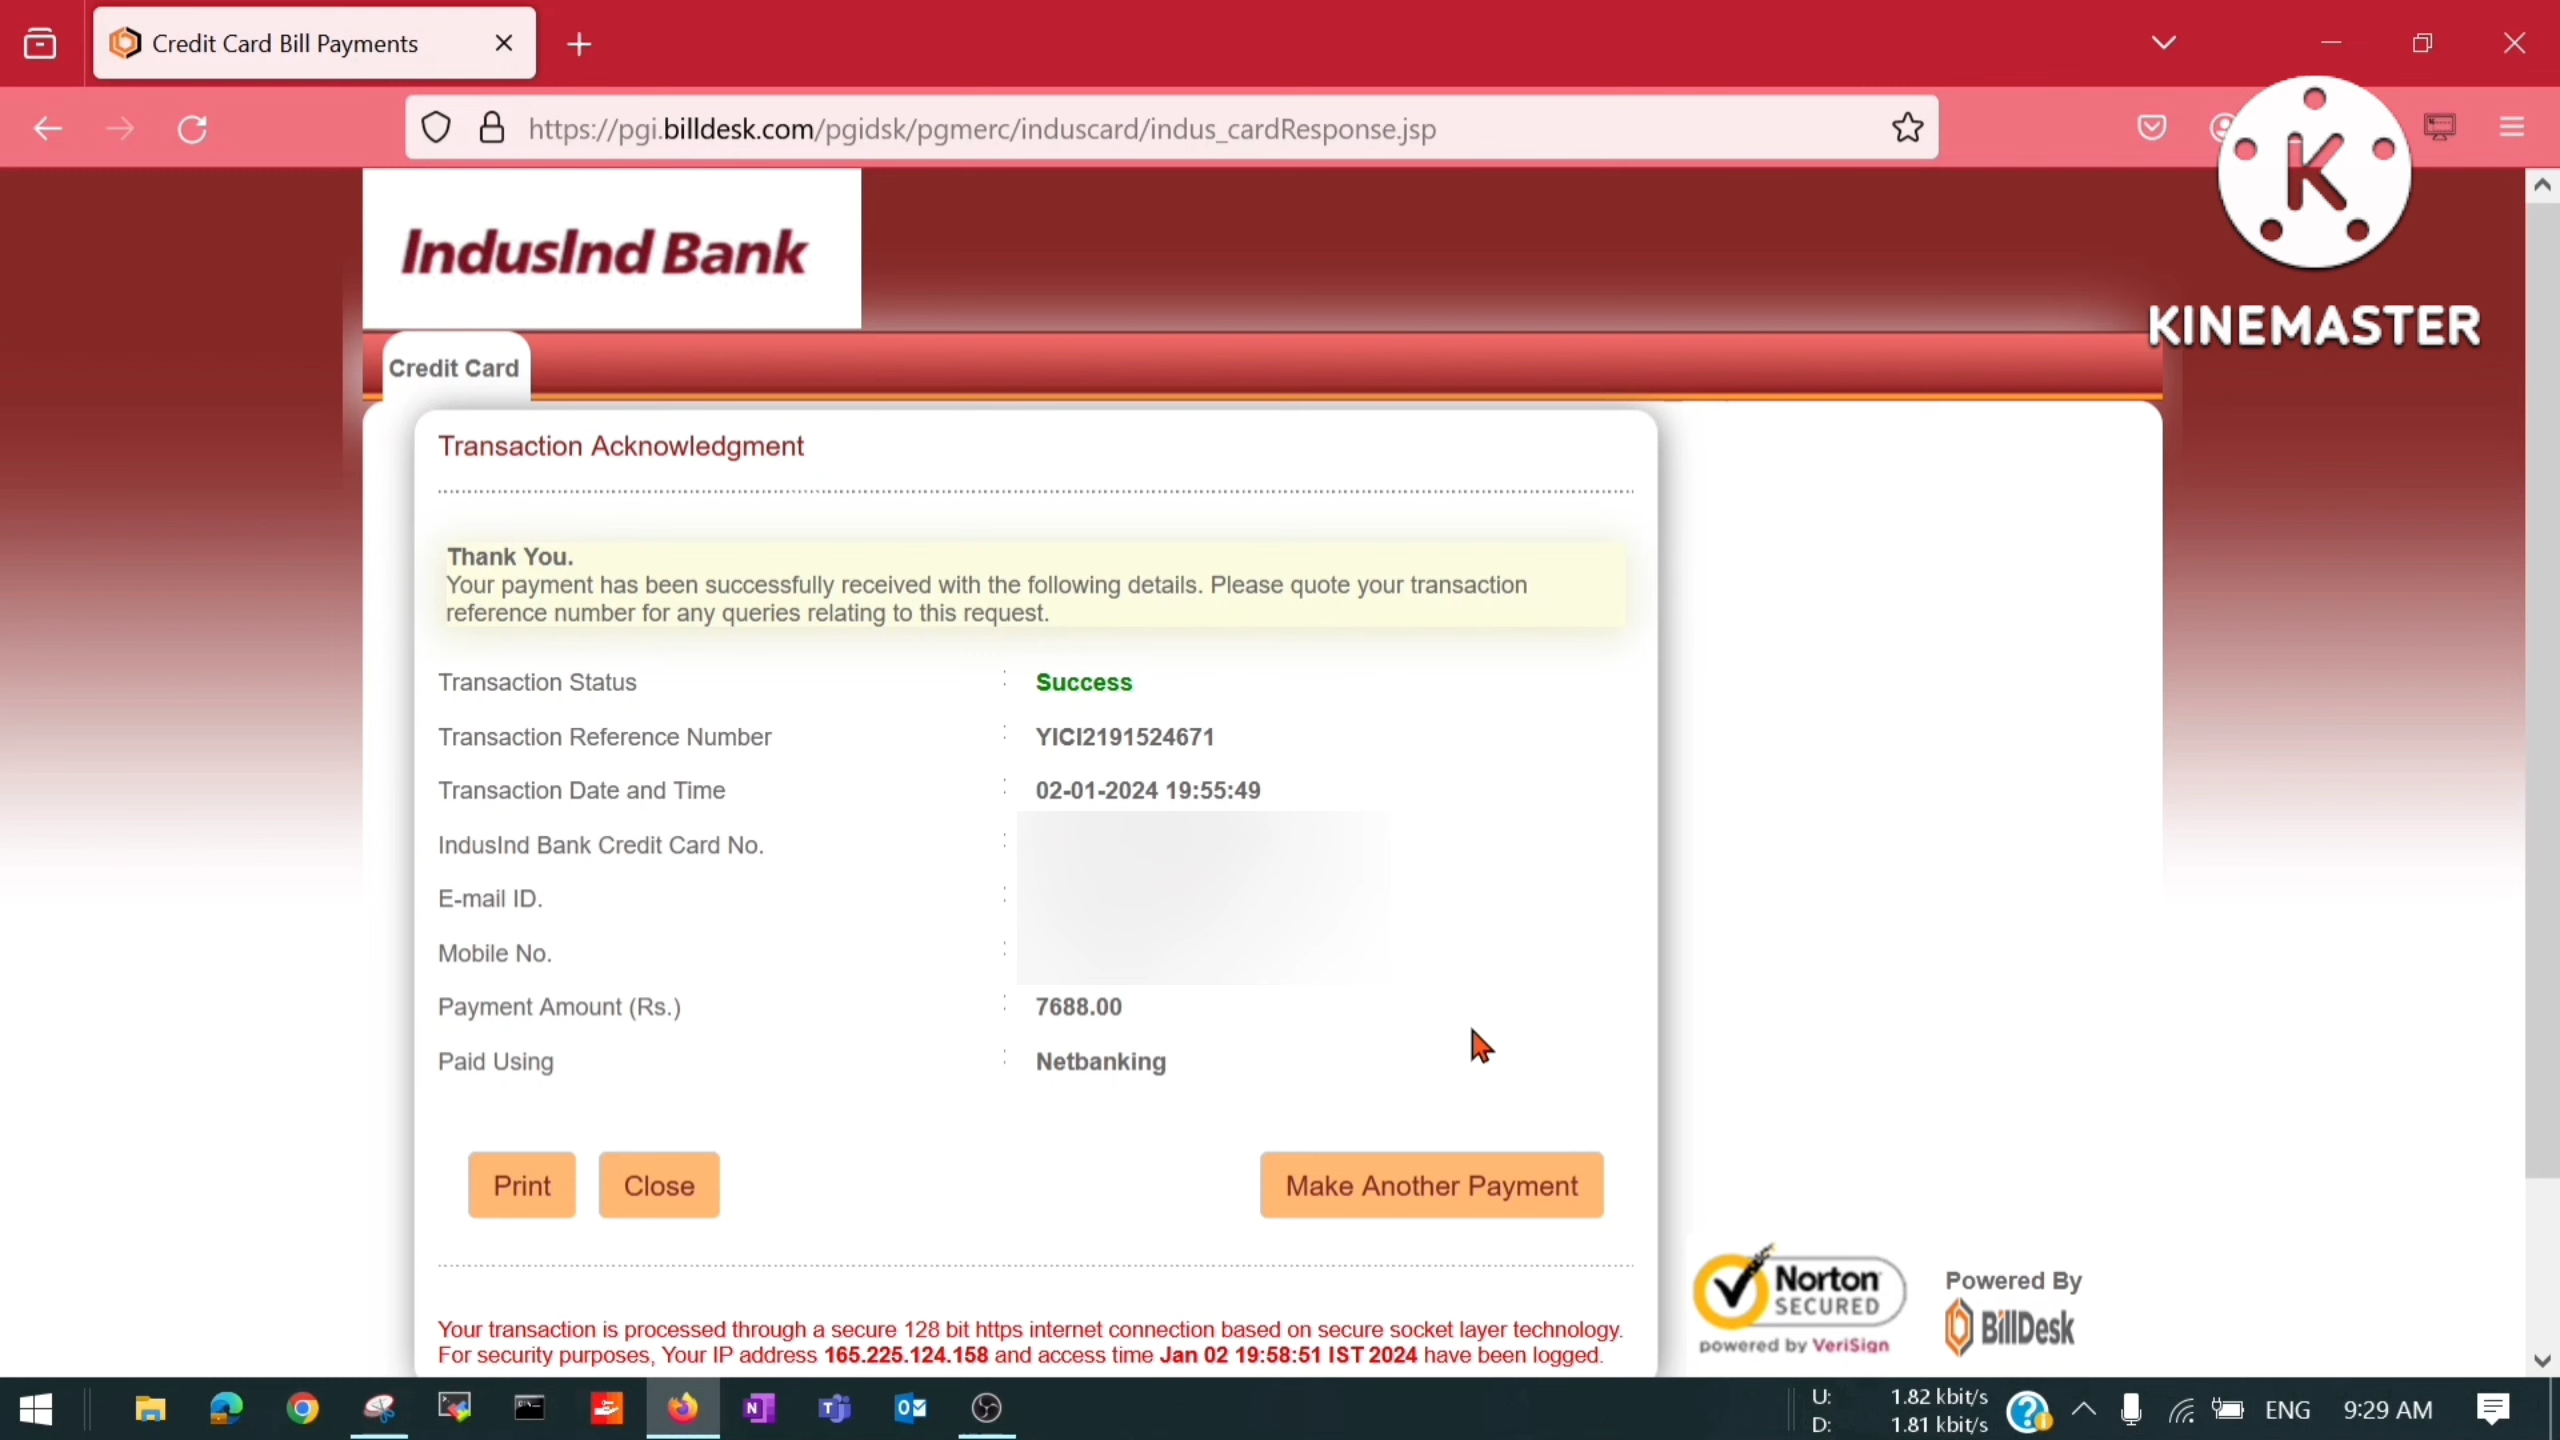 Credit Card Bill Payments
https://pgi.billdesk.com/pgidsk/pgmerc/induscard/indus_cardResponse.jsp
K
KINEMASTER
IndusInd Bank
Credit Card
Transaction Acknowledgment
Thank You.
Your payment has been successfully received with the following details. Please quote your transaction
reference number for any queries relating to this request.
Transaction Status : Success
Transaction Reference Number : YICI2191524671
Transaction Date and Time : 02-01-2024 19:55:49
IndusInd Bank Credit Card No. :
E-mail ID. :
Mobile No. :
Payment Amount (Rs.) : 7688.00
Paid Using : Netbanking
Print Close Make Another Payment
Norton
SECURED
powered by VeriSign
Powered By
BillDesk
Your transaction is processed through a secure 128 bit https internet connection based on secure socket layer technology.
For security purposes, Your IP address 165.225.124.158 and access time Jan 02 19:58:51 IST 2024 have been logged.
U: 1.82 kbit/s
D: 1.81 kbit/s
ENG 9:29 AM